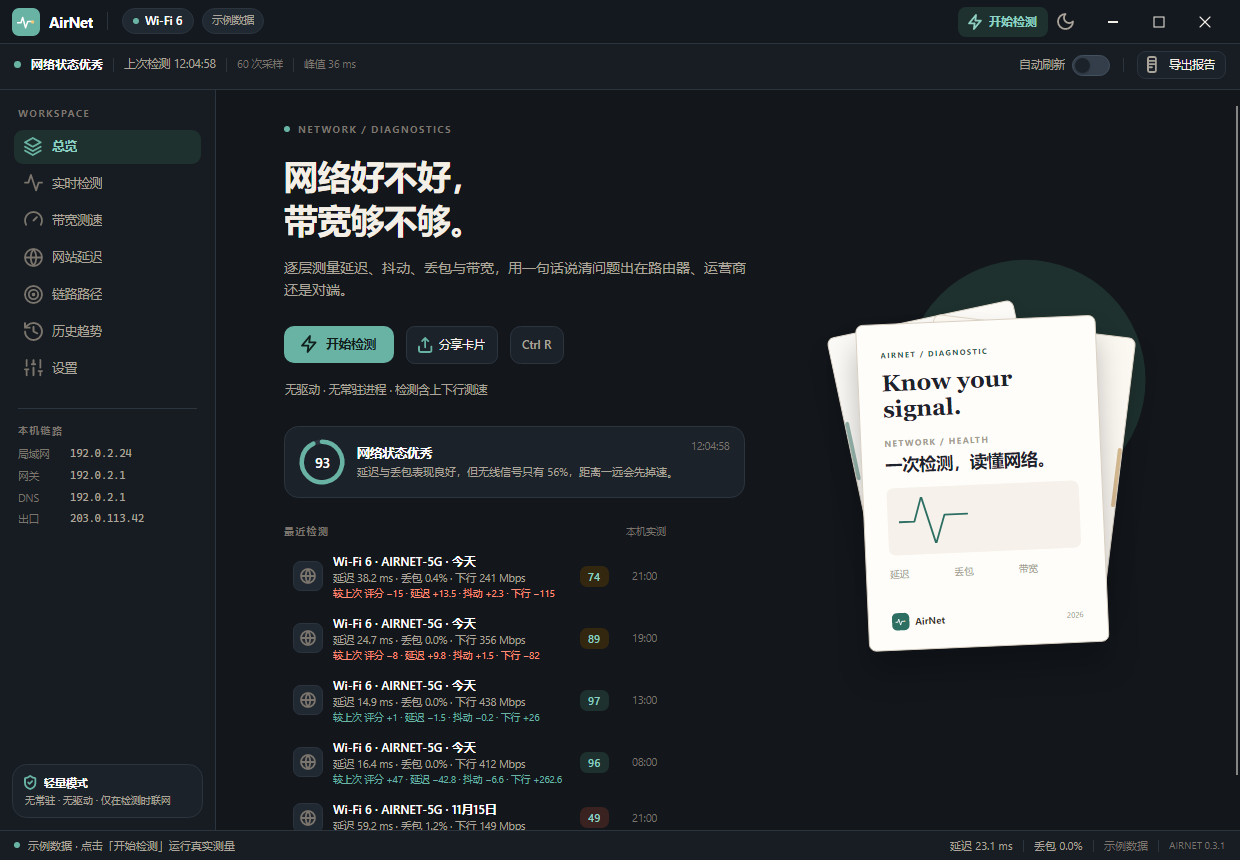 AirNet
Wi-Fi 6
示例数据
开始检测
网络状态优秀
上次检测 12:04:58
60 次采样
峰值 36 ms
自动刷新
导出报告
WORKSPACE
总览
实时检测
带宽测速
网站延迟
链路路径
历史趋势
设置
本机链路
局域网 192.0.2.24
网关 192.0.2.1
DNS 192.0.2.1
出口 203.0.113.42
轻量模式
无常驻 · 无驱动 · 仅在检测时联网
NETWORK / DIAGNOSTICS
网络好不好，
带宽够不够。
逐层测量延迟、抖动、丢包与带宽，用一句话说清问题出在路由器、运营商
还是对端。
开始检测
分享卡片
Ctrl R
无驱动 · 无常驻进程 · 检测含上下行测速
93
网络状态优秀
12:04:58
延迟与丢包表现良好，但无线信号只有 56%，距离一远会先掉速。
最近检测
本机实测
Wi-Fi 6 · AIRNET-5G · 今天
延迟 38.2 ms · 丢包 0.4% · 下行 241 Mbps
较上次 评分 −15 · 延迟 +13.5 · 抖动 +2.3 · 下行 −115
74
21:00
Wi-Fi 6 · AIRNET-5G · 今天
延迟 24.7 ms · 丢包 0.0% · 下行 356 Mbps
较上次 评分 −8 · 延迟 +9.8 · 抖动 +1.5 · 下行 −82
89
19:00
Wi-Fi 6 · AIRNET-5G · 今天
延迟 14.9 ms · 丢包 0.0% · 下行 438 Mbps
较上次 评分 +1 · 延迟 −1.5 · 抖动 −0.2 · 下行 +26
97
13:00
Wi-Fi 6 · AIRNET-5G · 今天
延迟 16.4 ms · 丢包 0.0% · 下行 412 Mbps
较上次 评分 +47 · 延迟 −42.8 · 抖动 −6.6 · 下行 +262.6
96
08:00
Wi-Fi 6 · AIRNET-5G · 11月15日
延迟 59.2 ms · 丢包 1.2% · 下行 149 Mbps
49
21:00
AIRNET / DIAGNOSTIC
Know your
signal.
NETWORK / HEALTH
一次检测，读懂网络。
延迟
丢包
带宽
AirNet
2026
示例数据 · 点击「开始检测」运行真实测量
延迟 23.1 ms
丢包 0.0%
示例数据
AIRNET 0.3.1